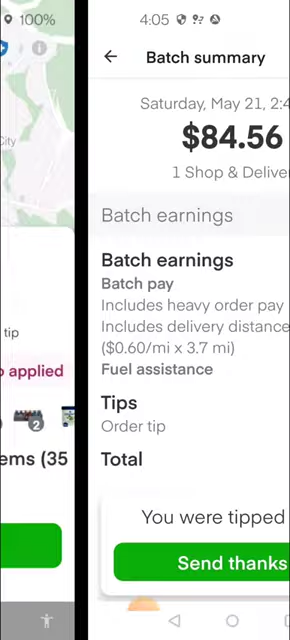 100%
City
tip
applied
2
ems (35
4:05
Batch summary
Saturday, May 21, 2:4
$84.56
1 Shop & Delive
Batch earnings
Batch earnings
Batch pay
Includes heavy order pay
Includes delivery distance
($0.60/mi x 3.7 mi)
Fuel assistance
Tips
Order tip
Total
You were tipped
Send thanks